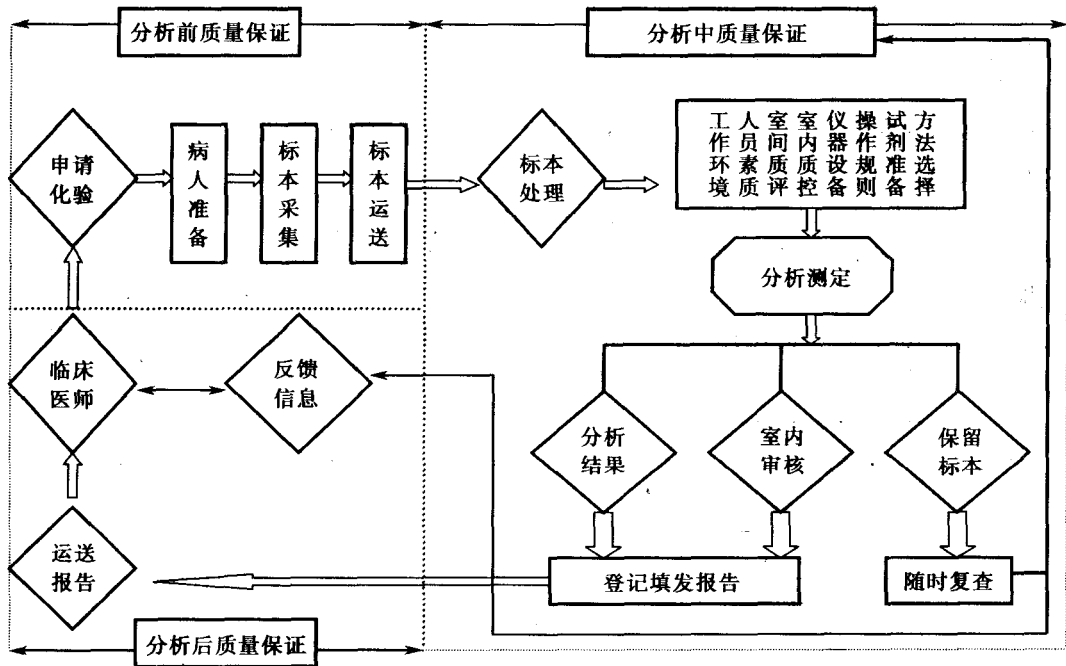 分析前质量保证
分析中质量保证
申请
化验
病人准备
标本采集
标本运送
标本
处理
工作环境
人员素质
室间质评
室内质控
仪器设备
操作规则
试剂准备
方法选择
分析测定
临床
医师
反馈
信息
分析
结果
室内
审核
保留
标本
运送
报告
登记填发报告
随时复查
分析后质量保证